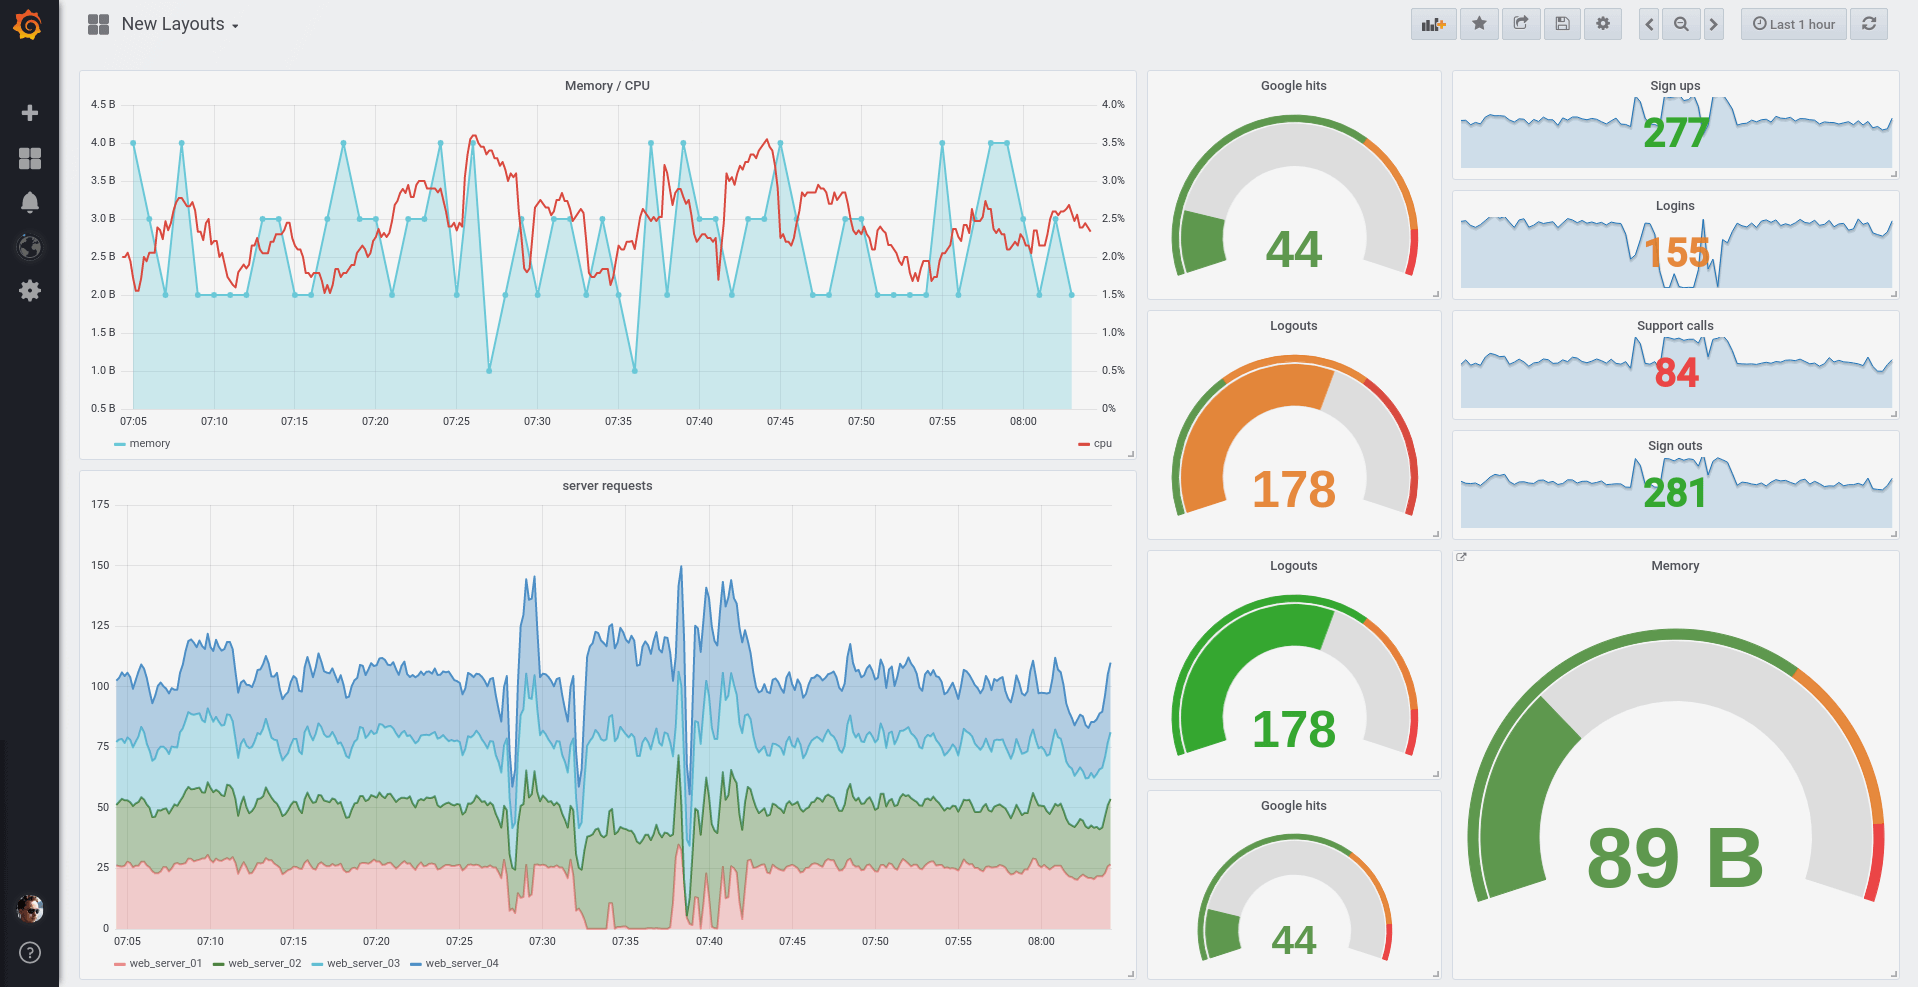 New Layouts
Last 1 hour
Memory / CPU
4.5 B
4.0 B
3.5 B
3.0 B
2.5 B
2.0 B
1.5 B
1.0 B
0.5 B
4.0%
3.5%
3.0%
2.5%
2.0%
1.5%
1.0%
0.5%
0%
07:05 07:10 07:15 07:20 07:25 07:30 07:35 07:40 07:45 07:50 07:55 08:00
memory
cpu
server requests
175
150
125
100
75
50
25
0
07:05 07:10 07:15 07:20 07:25 07:30 07:35 07:40 07:45 07:50 07:55 08:00
web_server_01 web_server_02 web_server_03 web_server_04
Google hits
44
Logouts
178
Logouts
178
Google hits
44
Sign ups
277
Logins
155
Support calls
84
Sign outs
281
Memory
89 B
?